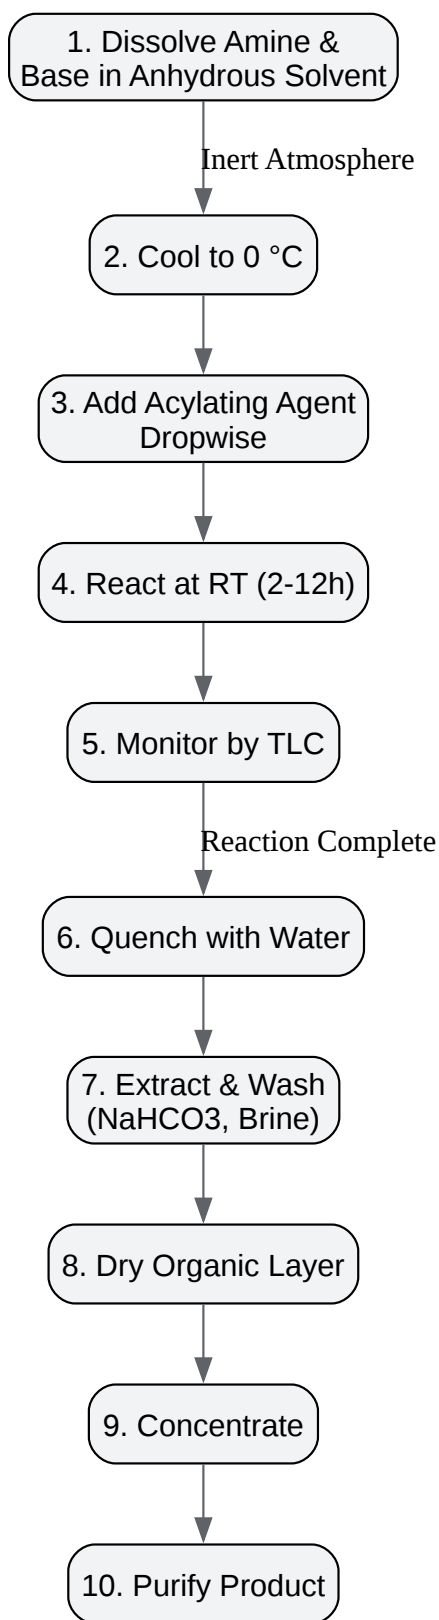 1. Dissolve Amine &
Base in Anhydrous Solvent
Inert Atmosphere
2. Cool to 0 °C
3. Add Acylating Agent
Dropwise
4. React at RT (2-12h)
5. Monitor by TLC
Reaction Complete
6. Quench with Water
7. Extract & Wash
(NaHCO3, Brine)
8. Dry Organic Layer
9. Concentrate
10. Purify Product